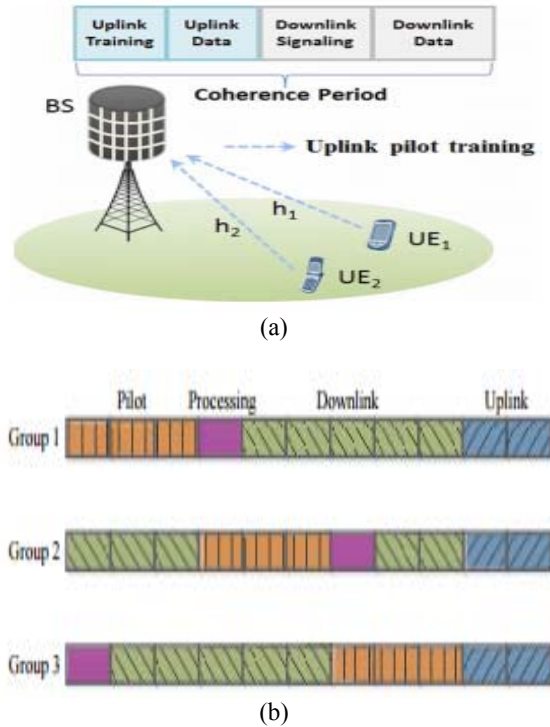 Uplink Training
Uplink Data
Downlink Signaling
Downlink Data
Coherence Period
BS
Uplink pilot training
h1
h2
UE1
UE2
(a)
Pilot Processing Downlink Uplink
Group 1
Group 2
Group 3
(b)